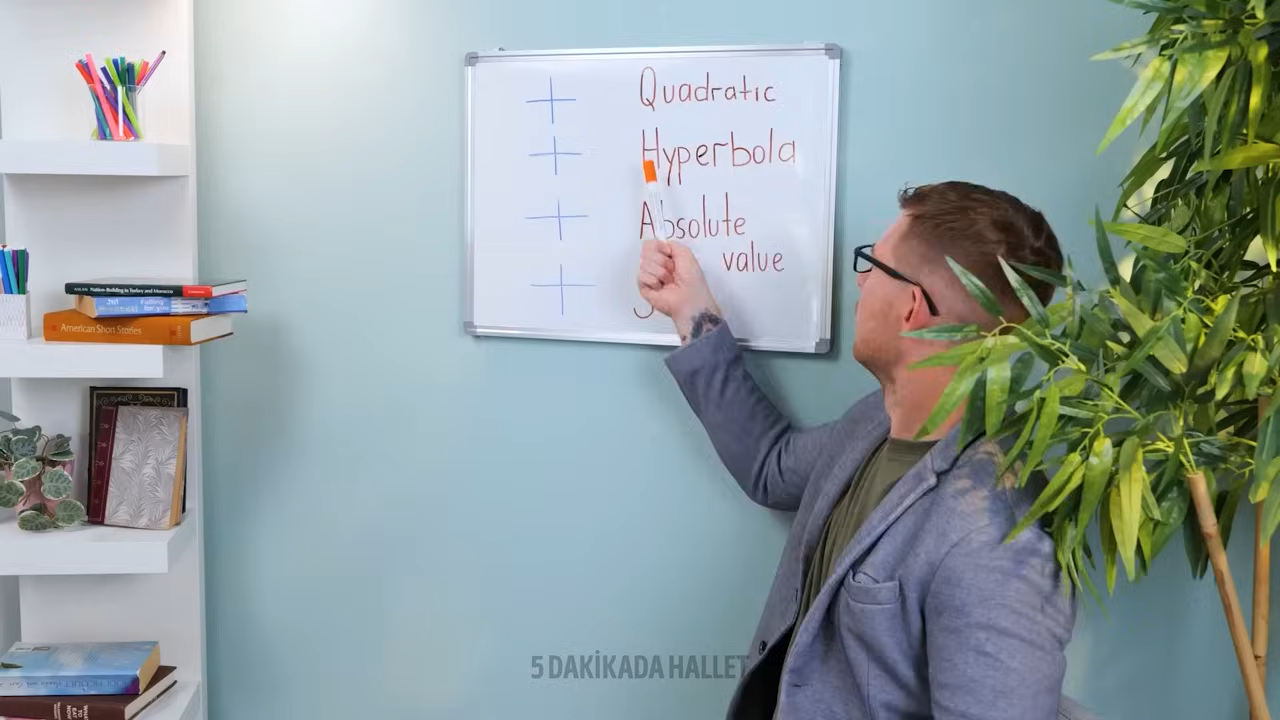 Quadratic
Hyperbola
Absolute
value
Nation-Building in Turkey and Morocco
American Short Stories
5 DAKİKADA HALLET